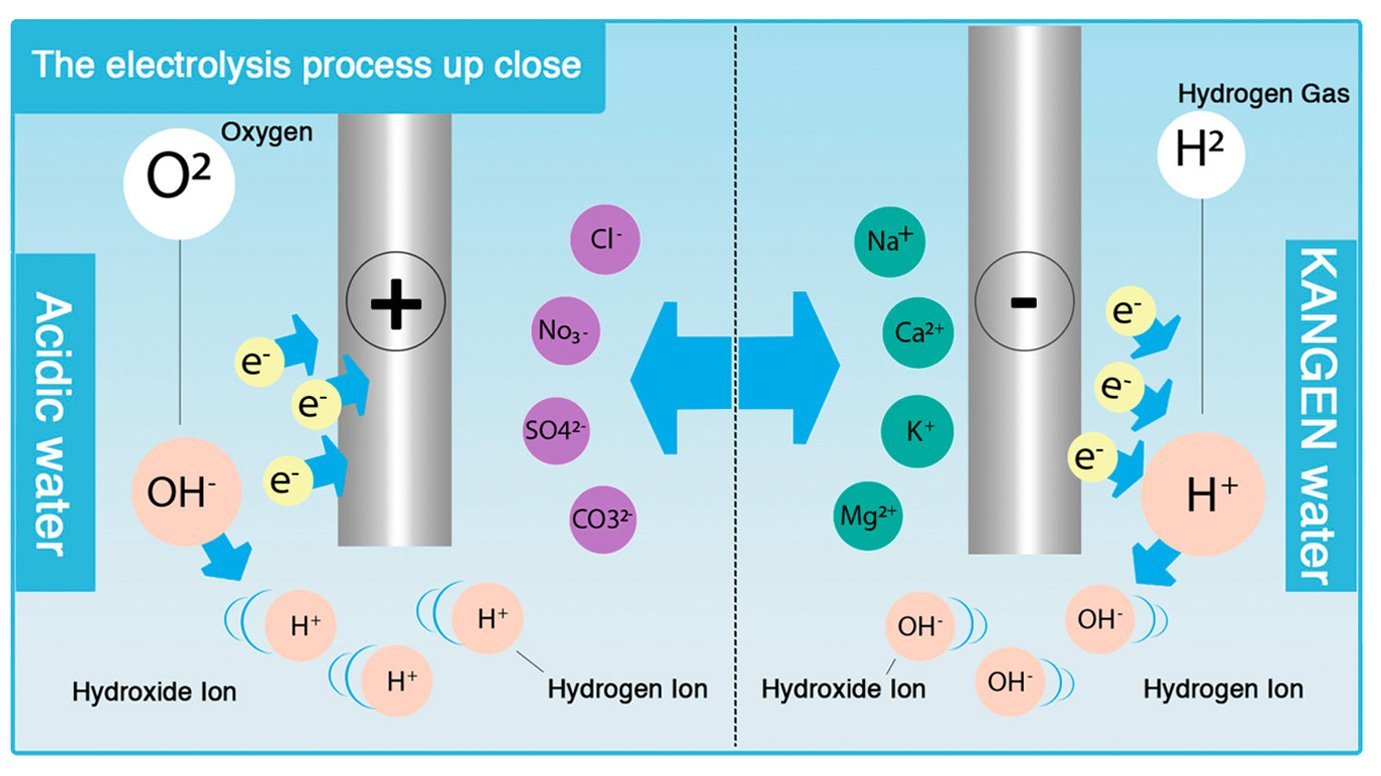 The electrolysis process up close
Oxygen
O²
Acidic water
+
e⁻
e⁻
e⁻
OH⁻
H⁺
H⁺
H⁺
Hydroxide Ion
Hydrogen Ion
Cl⁻
No₃-
SO4²⁻
CO3²⁻
Na⁺
Ca²⁺
K⁺
Mg²⁺
-
Hydrogen Gas
H²
KANGEN water
e⁻
e⁻
e⁻
H⁺
OH⁻
OH⁻
OH⁻
Hydroxide Ion
Hydrogen Ion